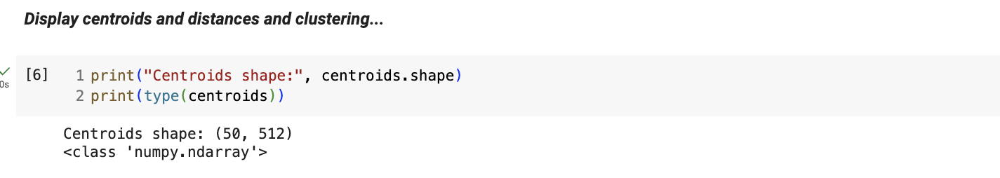 Display centroids and distances and clustering...
[6] 1 print("Centroids shape:", centroids.shape)
0s 2 print(type(centroids))
Centroids shape: (50, 512)
<class 'numpy.ndarray'>